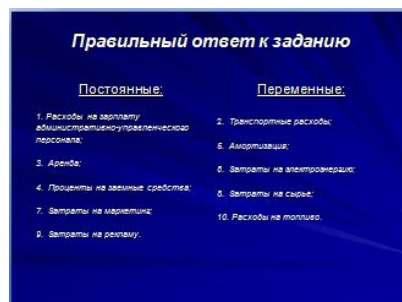 Правильный ответ к заданию
Постоянные:
1. Расходы на зарплату
административно-управленческого
персонала;
3. Аренда;
4. Проценты на заемные средства;
7. Затраты на маркетинг;
9. Затраты на рекламу.
Переменные:
2. Транспортные расходы;
5. Амортизация;
6. Затраты на электроэнергию;
8. Затраты на сырье;
10. Расходы на топливо.